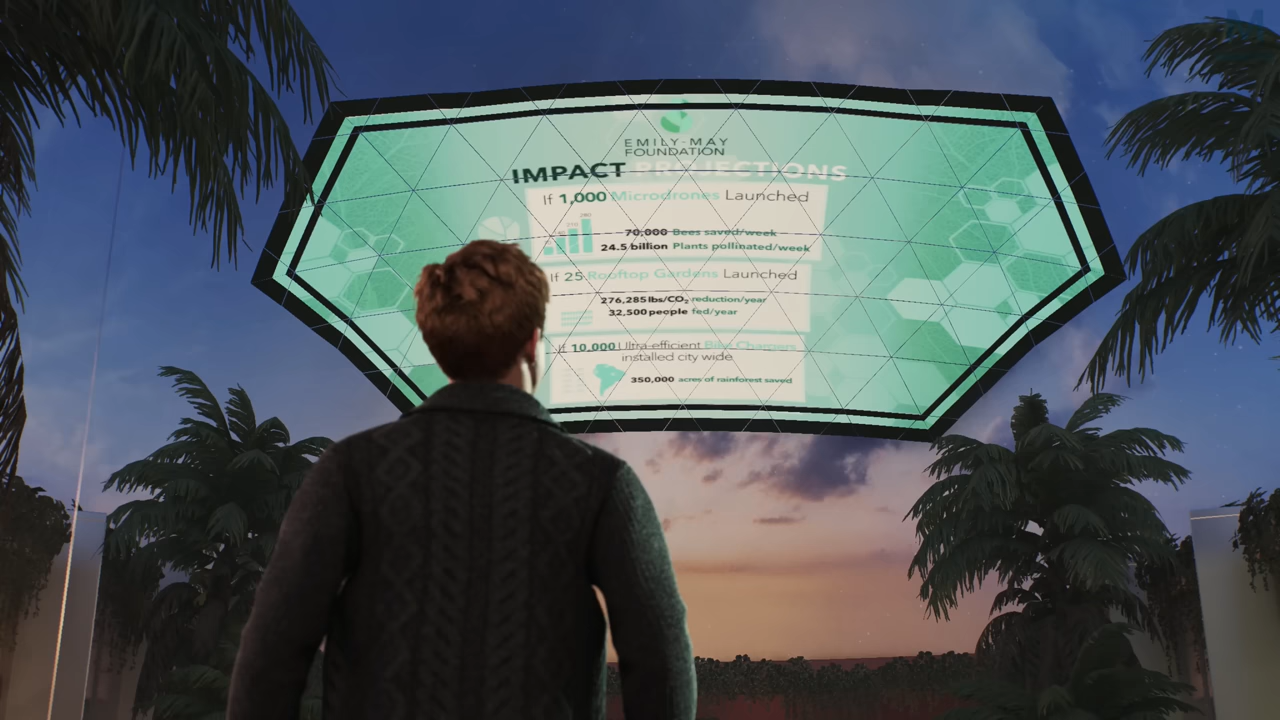 EMILY-MAY
FOUNDATION
IMPACT PROJECTIONS
If 1,000 Microdrones Launched
280
70,000 Bees saved/week
24.5 billion Plants pollinated/week
If 25 Rooftop Gardens Launched
276,285 lbs/CO₂ reduction/year
32,500 people fed/year
If 10,000 Ultra-efficient Bike Chargers
installed city wide
350,000 acres of rainforest saved
M